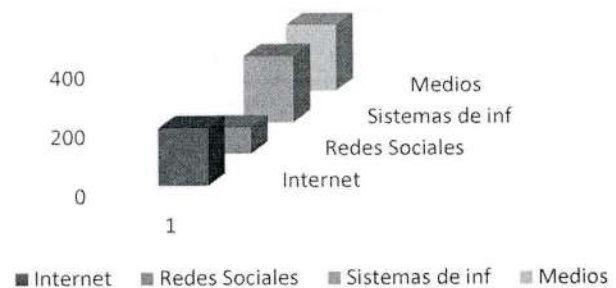 400
Medios
Sistemas de inf
200
Redes Sociales
Internet
0
1
Internet Redes Sociales Sistemas de inf Medios